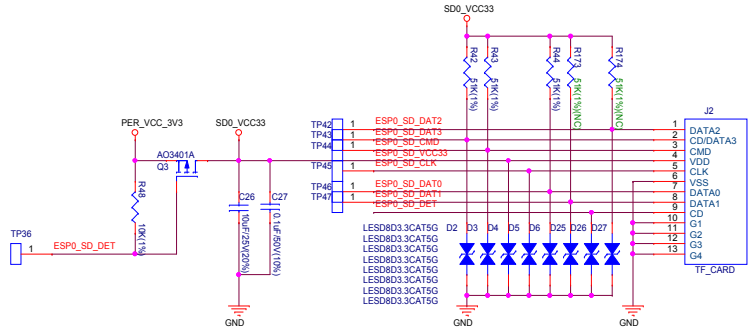 SD0_VCC33
R42
51K(1%)
R43
51K(1%)
R44
51K(1%)
R173
51K(1%)(NC)
R174
51K(1%)(NC)
J2
PER_VCC_3V3
SD0_VCC33
AO3401A
Q3
R48
10K(1%)
C26
10uF/25V(20%)
C27
0.1uF/50V(10%)
TP36
1
ESP0_SD_DET
GND
TP42
1
ESP0_SD_DAT2
TP43
1
ESP0_SD_DAT3
TP44
1
ESP0_SD_CMD
ESP0_SD_VCC33
TP45
1
ESP0_SD_CLK
TP46
1
ESP0_SD_DAT0
TP47
1
ESP0_SD_DAT1
ESP0_SD_DET
1 DATA2
2 CD/DATA3
3 CMD
4 VDD
5 CLK
6 VSS
7 DATA0
8 DATA1
9 CD
10 G1
11 G2
12 G3
13 G4
TF_CARD
LESD8D3.3CAT5G
LESD8D3.3CAT5G
LESD8D3.3CAT5G
LESD8D3.3CAT5G
LESD8D3.3CAT5G
LESD8D3.3CAT5G
LESD8D3.3CAT5G
LESD8D3.3CAT5G
D2 D3 D4 D5 D6 D25 D26 D27
GND
GND